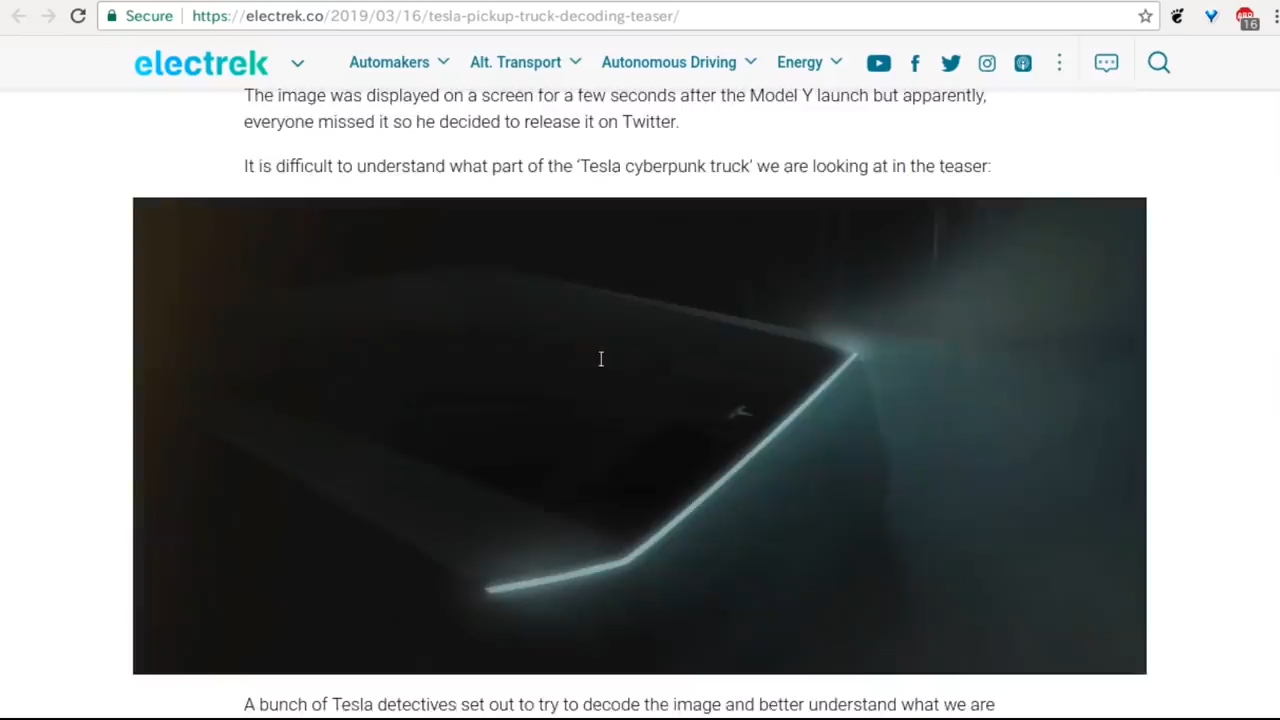 Secure https://electrek.co/2019/03/16/tesla-pickup-truck-decoding-teaser/
16
electrek Automakers Alt. Transport Autonomous Driving Energy
The image was displayed on a screen for a few seconds after the Model Y launch but apparently,
everyone missed it so he decided to release it on Twitter.
It is difficult to understand what part of the ‘Tesla cyberpunk truck’ we are looking at in the teaser:
A bunch of Tesla detectives set out to try to decode the image and better understand what we are